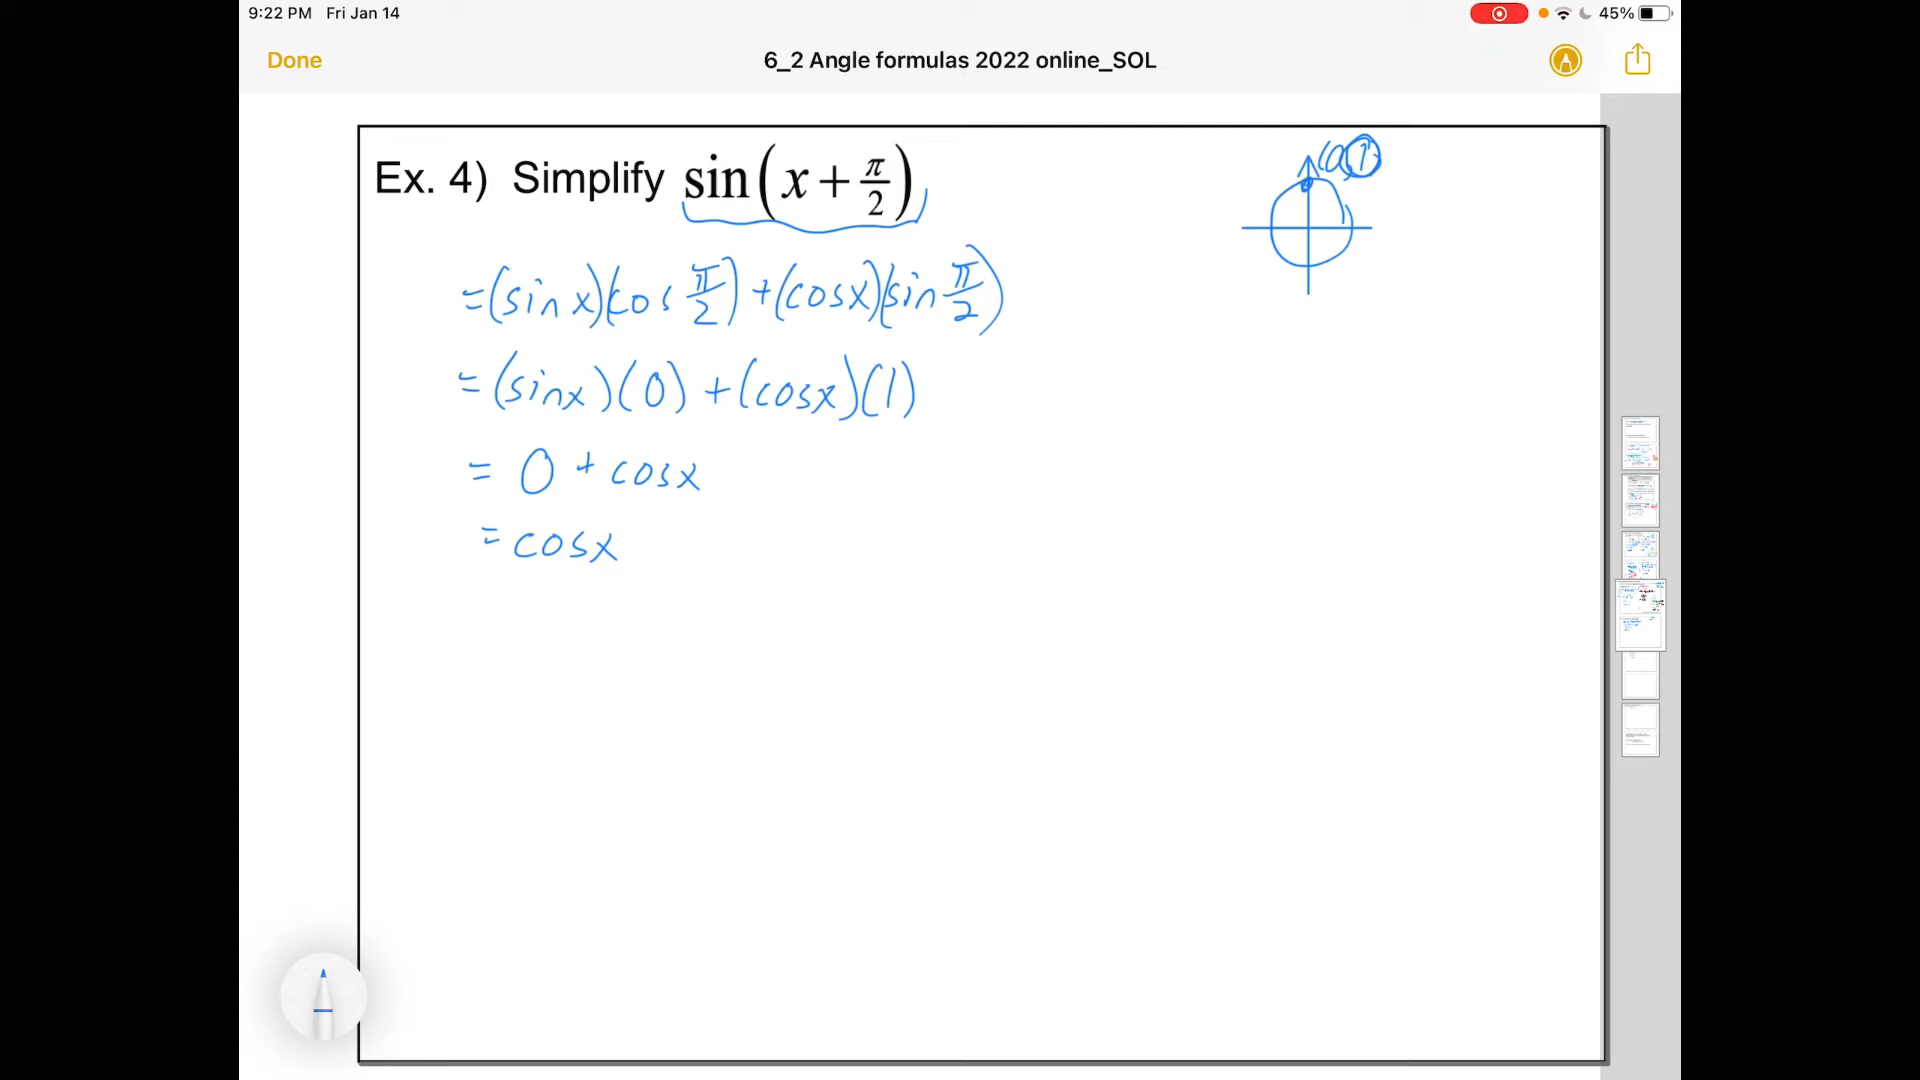 9:22 PM Fri Jan 14
45%
Done
6_2 Angle formulas 2022 online_SOL
Ex. 4) Simplify sin(x + π/2)
(0,1)
=(sin x)(cos π/2)+(cosx)(sin π/2)
=(sinx)(0)+(cosx)(1)
= 0 + cosx
= cosx